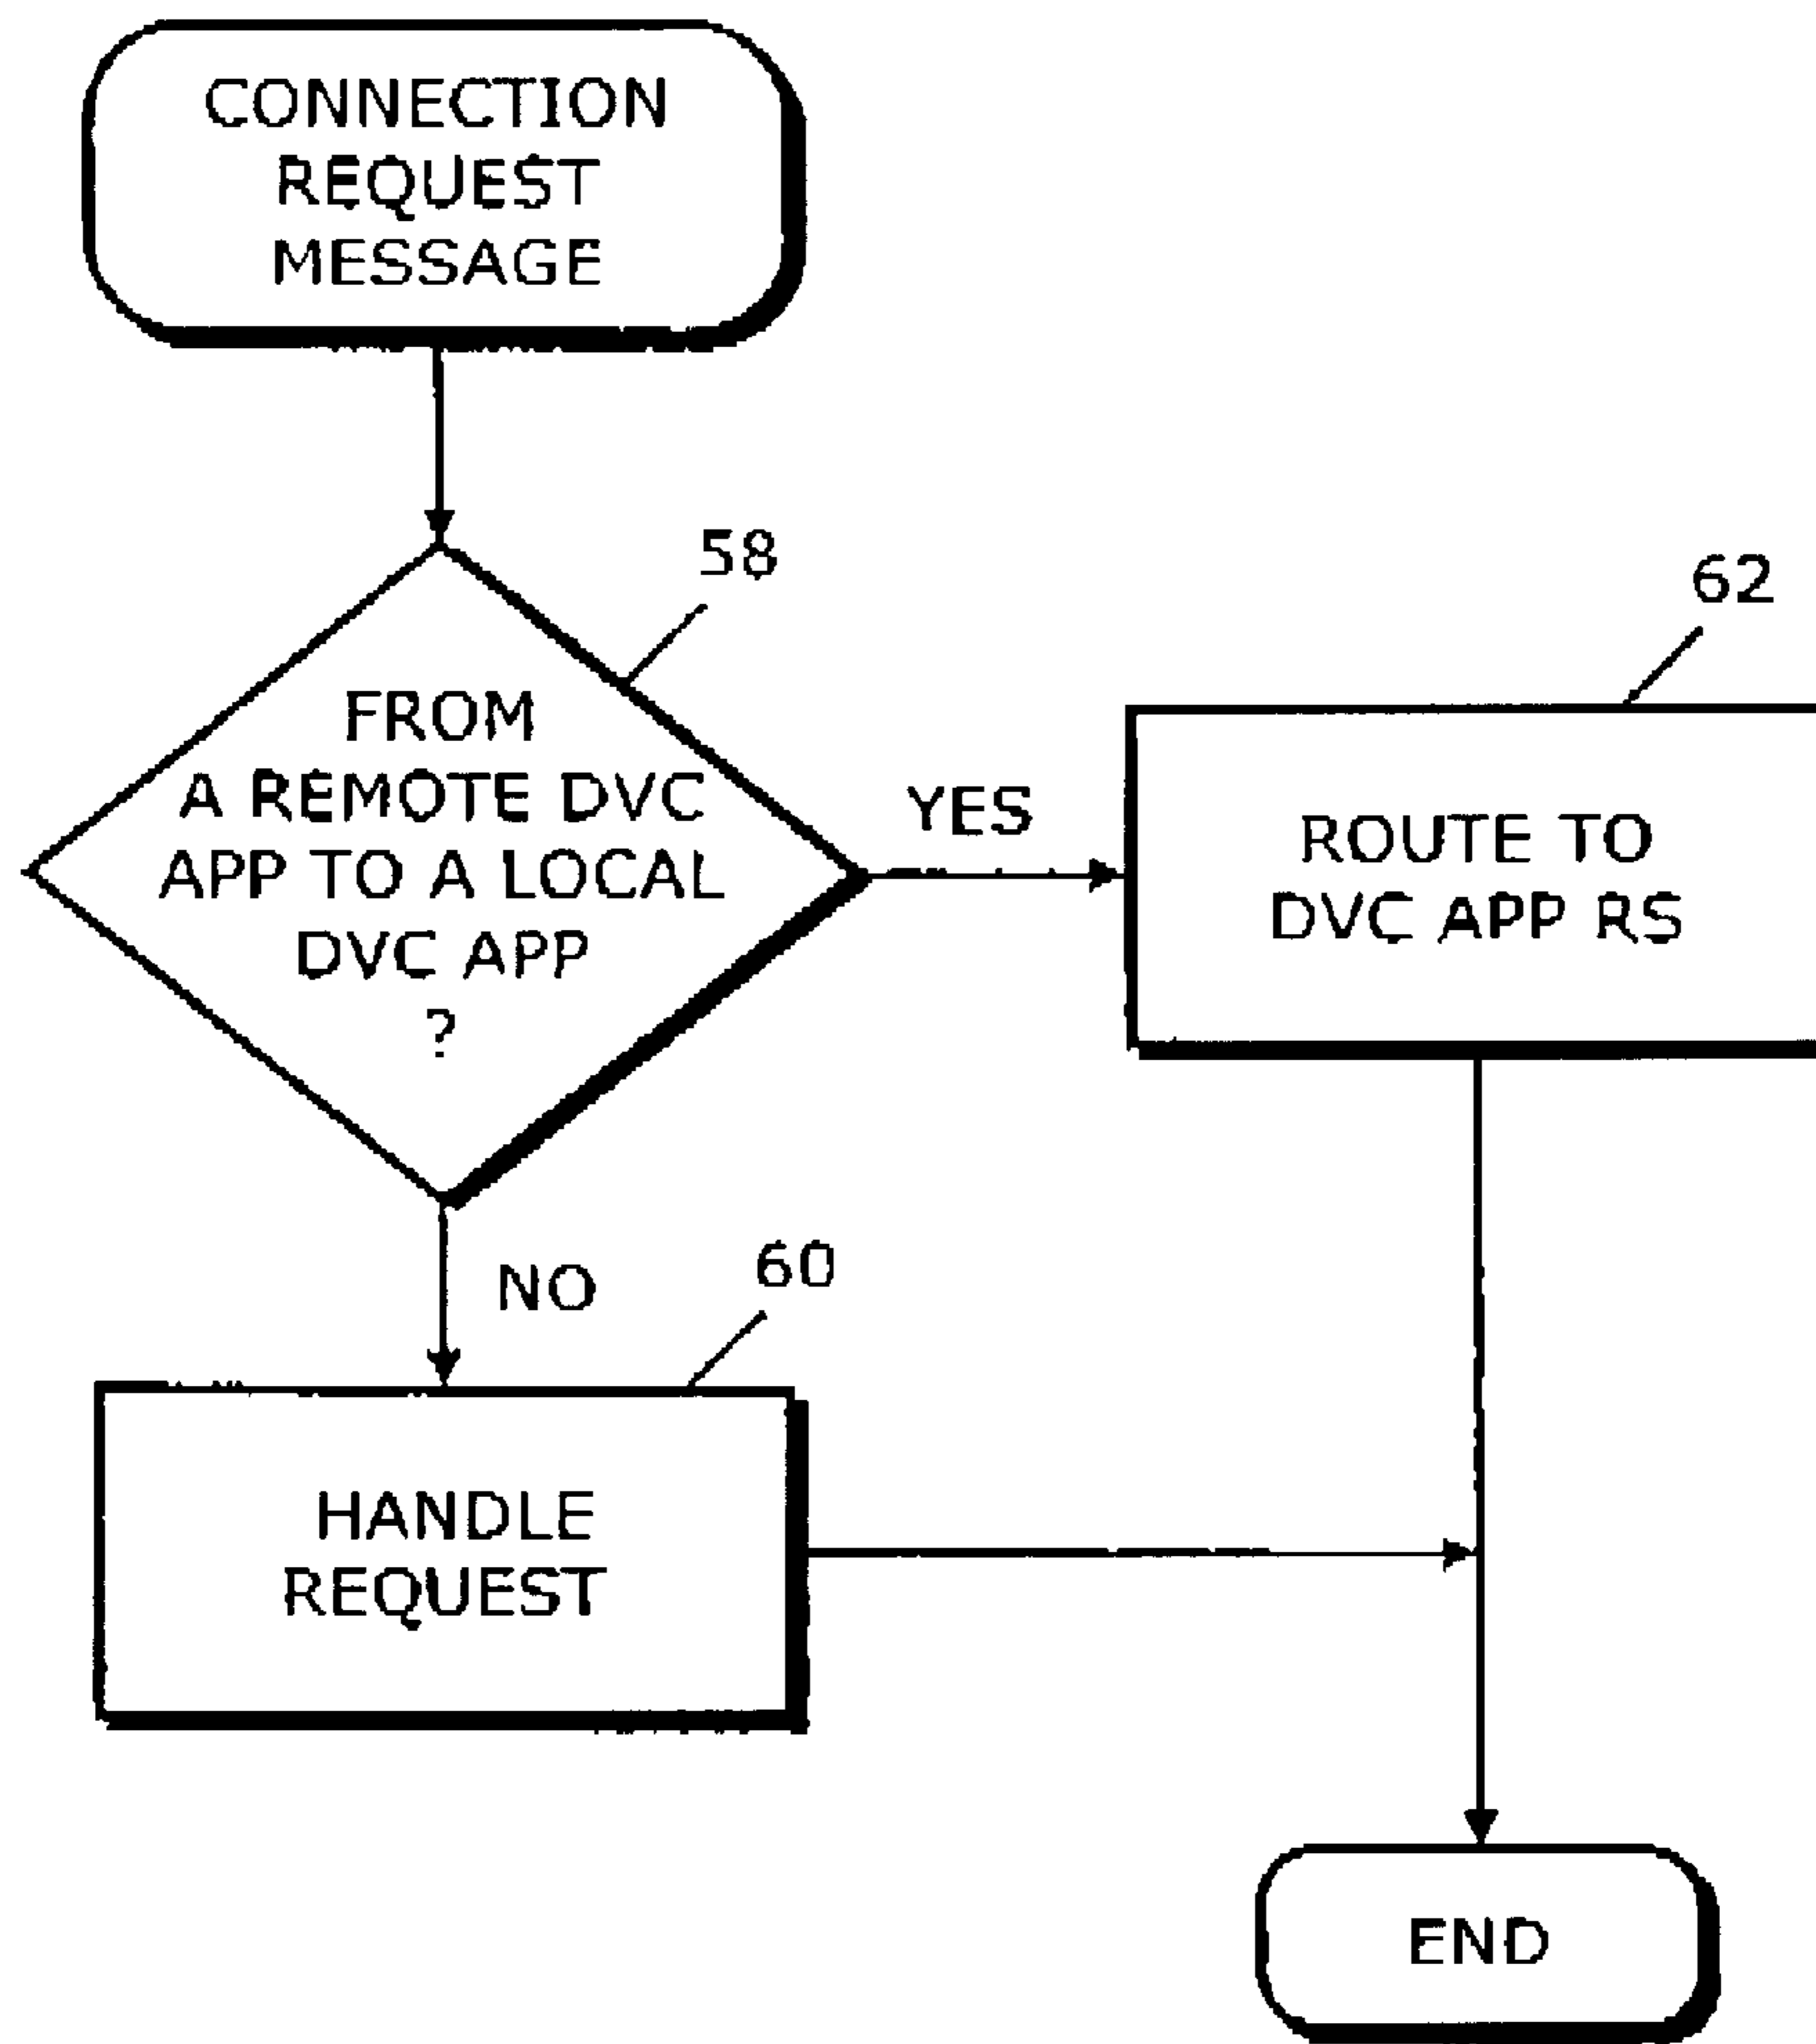 CONNECTION
REQUEST
MESSAGE
58
FROM
A REMOTE DVC
APP TO A LOCAL
DVC APP
?
YES
62
ROUTE TO
DVC APP RS
NO
60
HANDLE
REQUEST
END